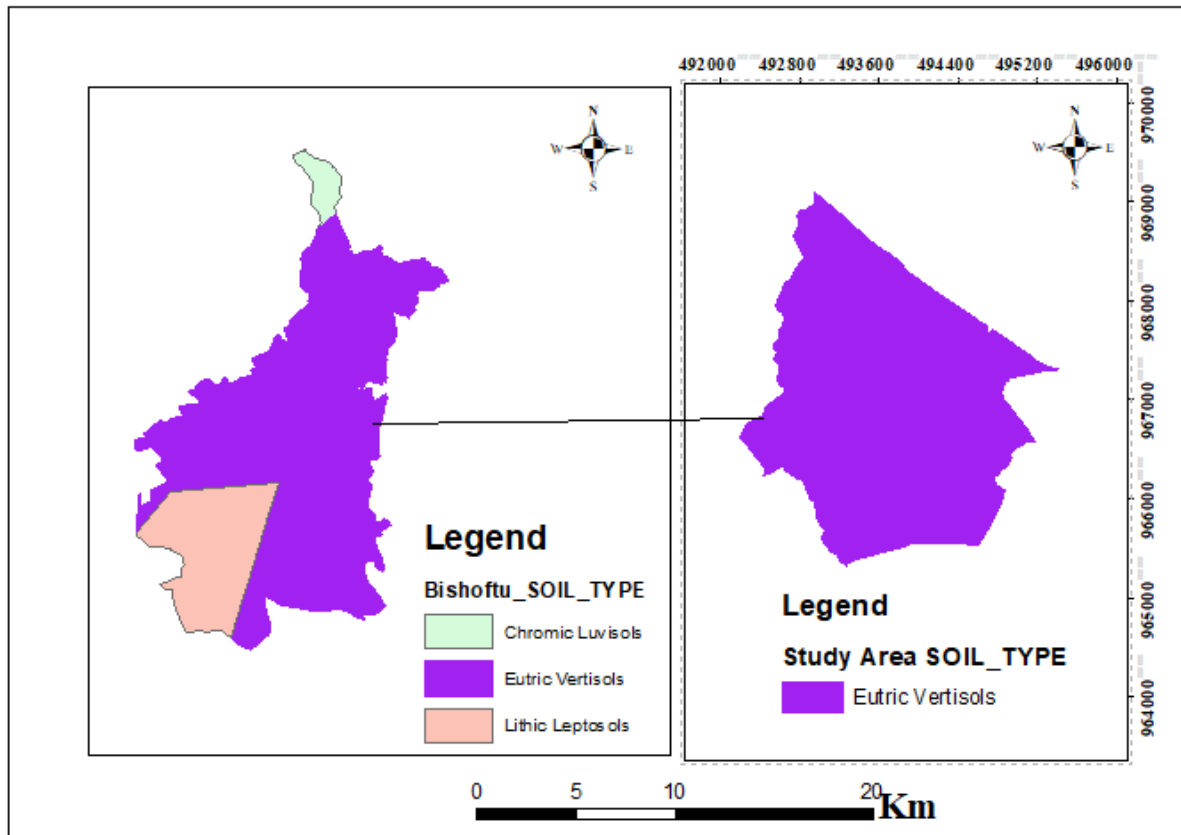 N
W E
S
Legend
Bishoftu_SOIL_TYPE
Chromic Luvisols
Eutric Vertisols
Lithic Leptosols
492000 492800 493600 494400 495200 496000
N
W E
S
970000
969000
968000
967000
966000
965000
964000
Legend
Study Area SOIL_TYPE
Eutric Vertisols
0 5 10 20 Km